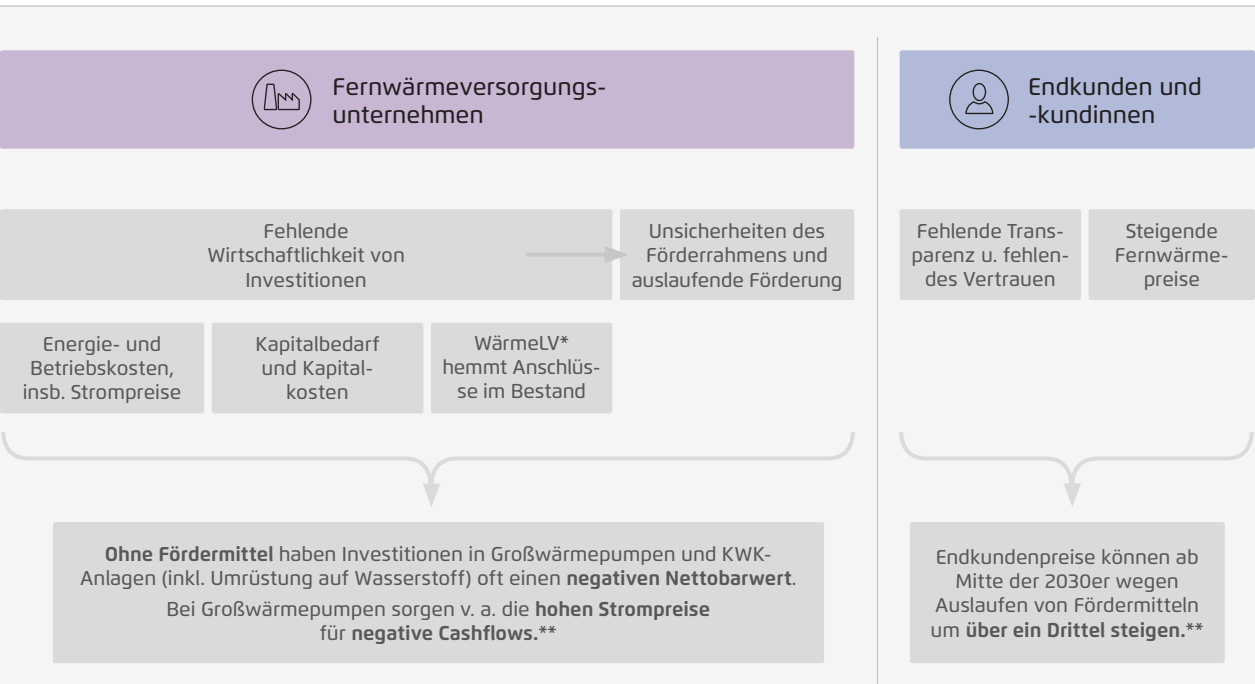 Fernwärmeversorgungs-
unternehmen
Endkunden und
-kundinnen
Fehlende
Wirtschaftlichkeit von
Investitionen
Unsicherheiten des
Förderrahmens und
auslaufende Förderung
Fehlende Trans-
parenz u. fehlen-
des Vertrauen
Steigende
Fernwärme-
preise
Energie- und
Betriebskosten,
insb. Strompreise
Kapitalbedarf
und Kapital-
kosten
WärmeLV*
hemmt Anschlüs-
se im Bestand
Ohne Fördermittel haben Investitionen in Großwärmepumpen und KWK-
Anlagen (inkl. Umrüstung auf Wasserstoff) oft einen negativen Nettobarwert.
Bei Großwärmepumpen sorgen v. a. die hohen Strompreise
für negative Cashflows.**
Endkundenpreise können ab
Mitte der 2030er wegen
Auslaufen von Fördermitteln
um über ein Drittel steigen.**